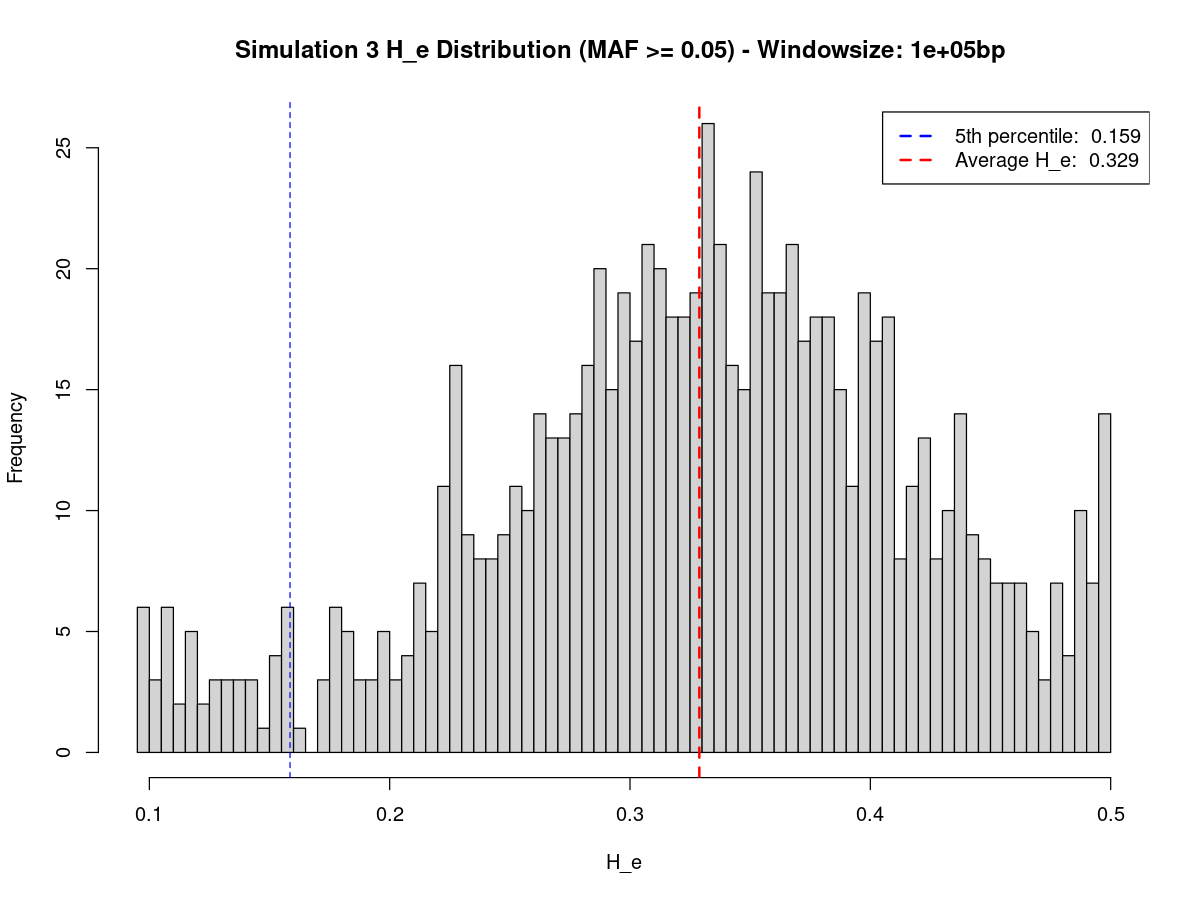 Simulation 3 H_e Distribution (MAF >= 0.05) - Windowsize: 1e+05bp
5th percentile: 0.159
Average H_e: 0.329
Frequency
25
20
15
10
5
0
0.1 0.2 0.3 0.4 0.5
H_e